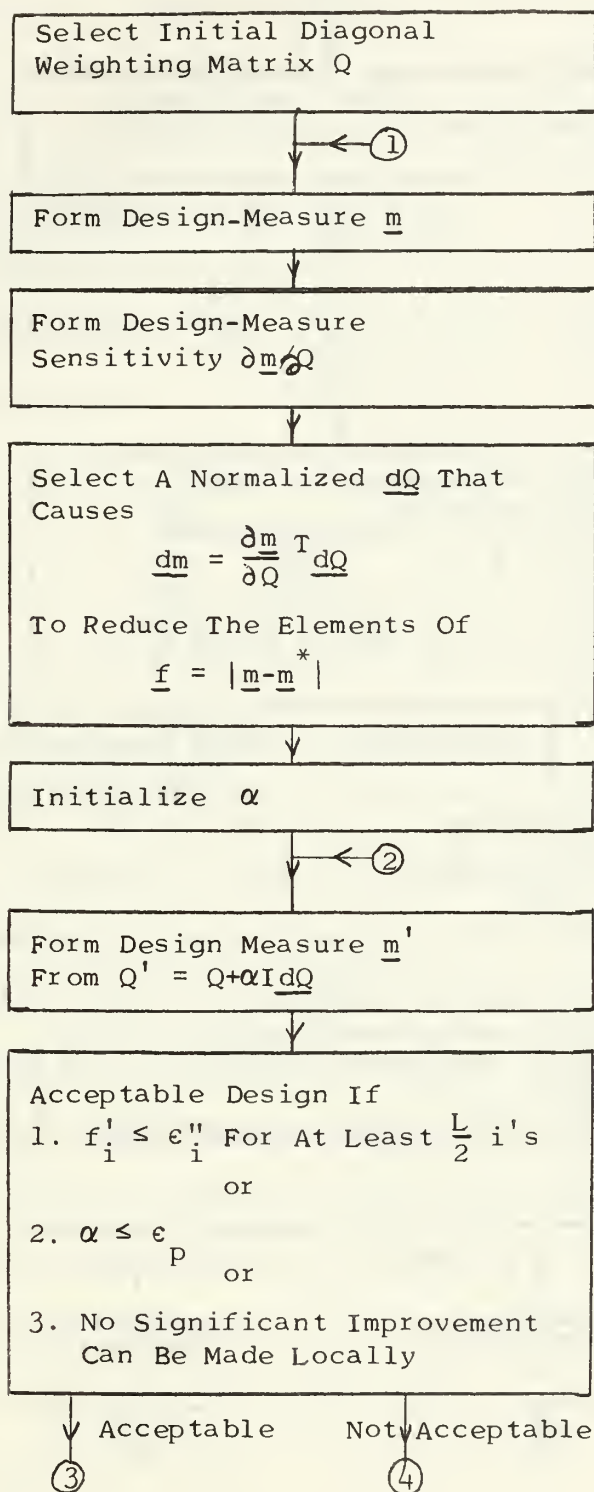 Select Initial Diagonal
Weighting Matrix Q
①
Form Design-Measure m
Form Design-Measure
Sensitivity ∂m/∂Q
Select A Normalized dQ That
Causes
dm = ∂m/∂Q ᵀ dQ
To Reduce The Elements Of
f = |m-m*|
Initialize α
②
Form Design Measure m'
From Q' = Q+αIdQ
Acceptable Design If
1. f'ᵢ ≤ ϵ"ᵢ For At Least L/2 i's
or
2. α ≤ ϵₚ
or
3. No Significant Improvement
Can Be Made Locally
Acceptable Not Acceptable
③ ④